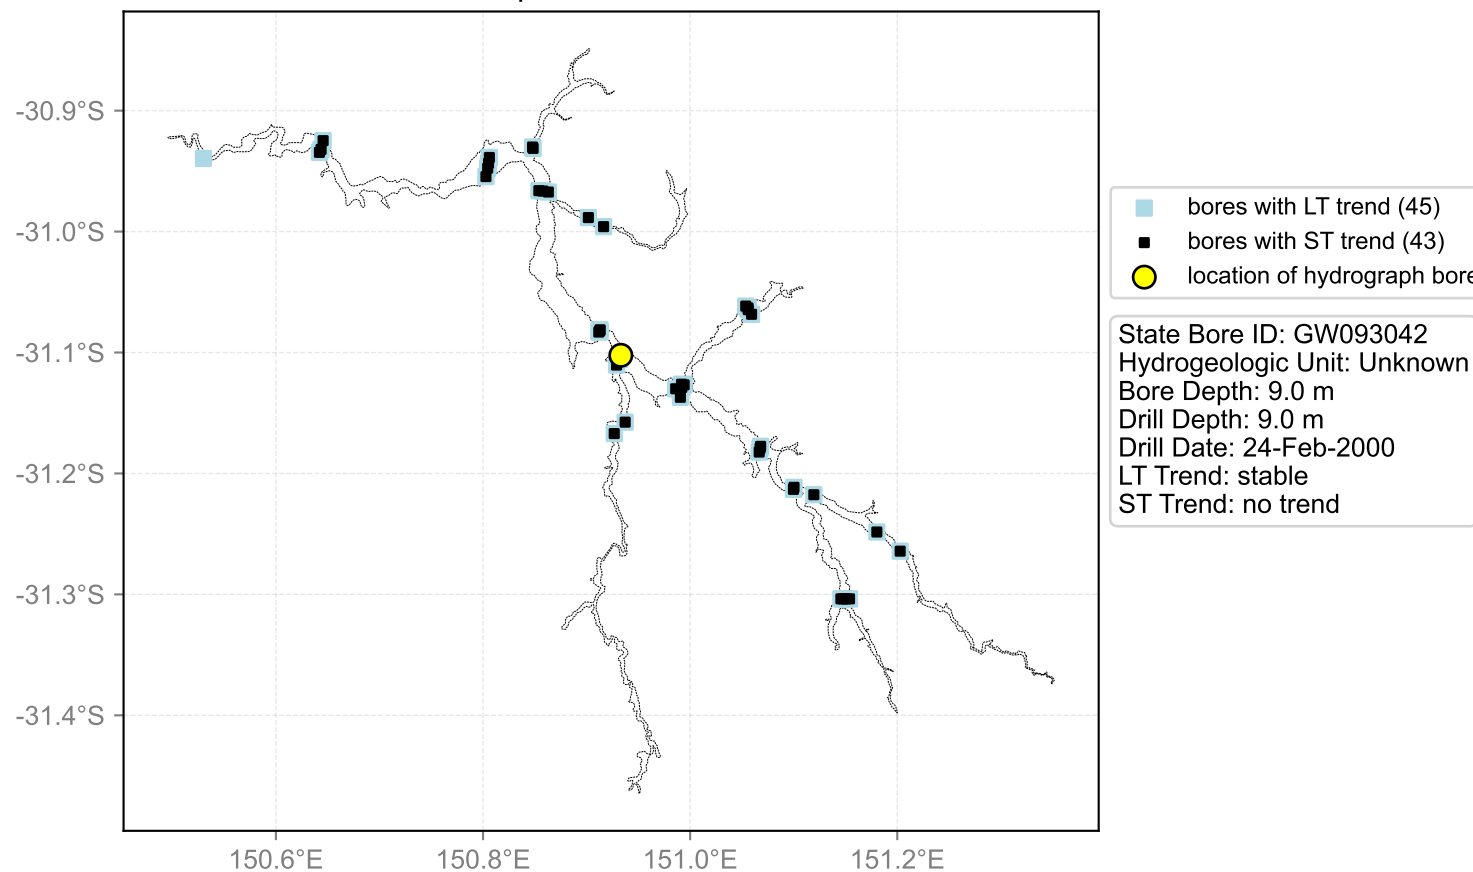 -30.9°S
-31.0°S
-31.1°S
-31.2°S
-31.3°S
-31.4°S
150.6°E
150.8°E
151.0°E
151.2°E
bores with LT trend (45)
bores with ST trend (43)
location of hydrograph bore
State Bore ID: GW093042
Hydrogeologic Unit: Unknown
Bore Depth: 9.0 m
Drill Depth: 9.0 m
Drill Date: 24-Feb-2000
LT Trend: stable
ST Trend: no trend